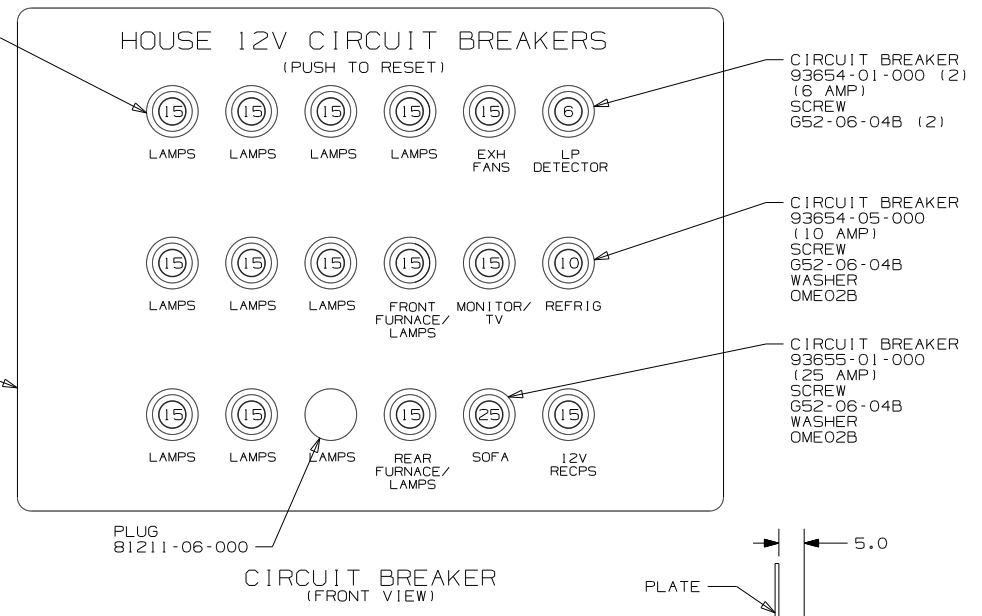 HOUSE 12V CIRCUIT BREAKERS
(PUSH TO RESET)
15 15 15 15 15 6
LAMPS LAMPS LAMPS LAMPS EXH FANS LP DETECTOR
15 15 15 15 15 10
LAMPS LAMPS LAMPS FRONT FURNACE/ LAMPS MONITOR/ TV REFRIG
15 15 15 25 15
LAMPS LAMPS LAMPS REAR FURNACE/ LAMPS SOFA 12V RECPS
CIRCUIT BREAKER
93654-01-000 (2)
(6 AMP)
SCREW
G52-06-04B (2)
CIRCUIT BREAKER
93654-05-000
(10 AMP)
SCREW
G52-06-04B
WASHER
OME02B
CIRCUIT BREAKER
93655-01-000
(25 AMP)
SCREW
G52-06-04B
WASHER
OME02B
PLUG
81211-06-000
CIRCUIT BREAKER
(FRONT VIEW)
5.0
PLATE